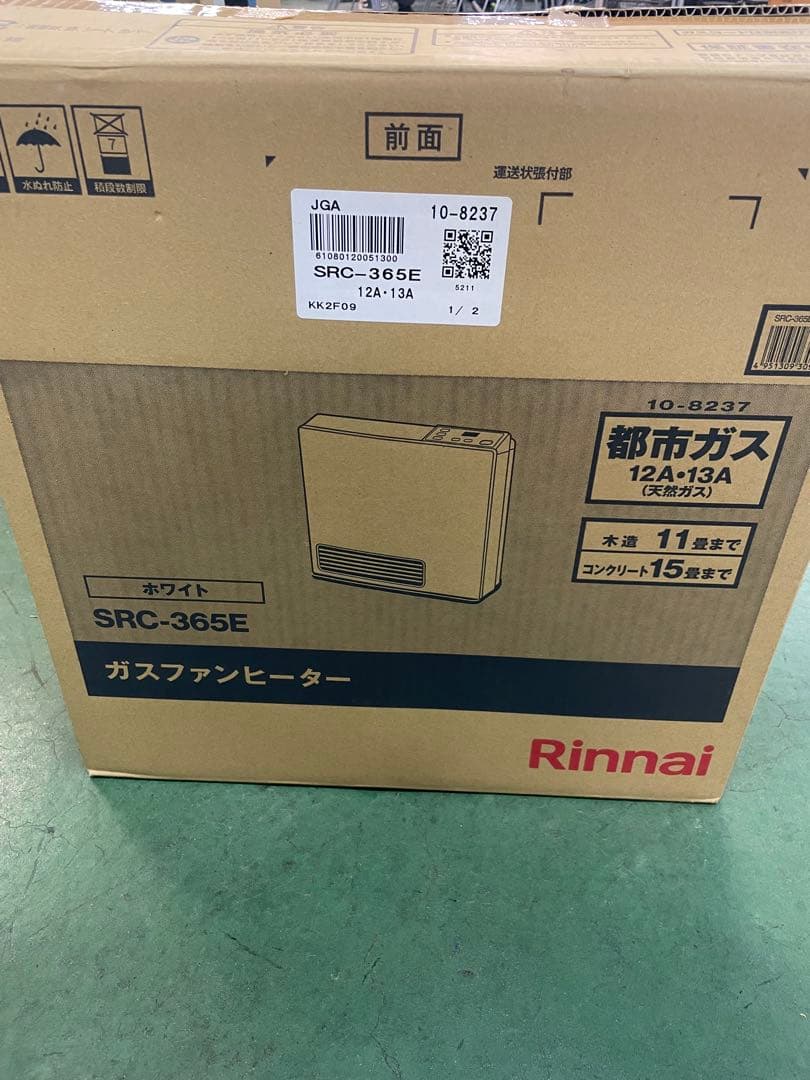 水ぬれ防止
7
積段数制限
前面
運送状張付部
JGA
10-8237
61080120051300
SRC-365E
5211
12A・13A
KK2F09
1/ 2
10-8237
都市ガス
12A・13A
(天然ガス)
木造 11畳まで
コンクリート15畳まで
ホワイト
SRC-365E
ガスファンヒーター
Rinnai